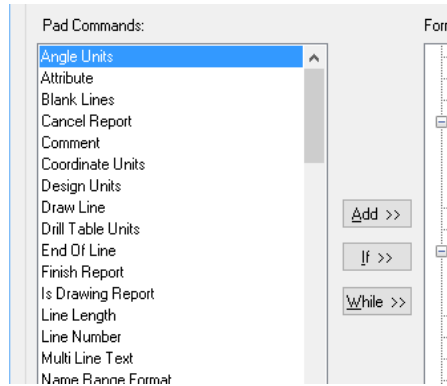 Pad Commands:
For
Angle Units
Attribute
Blank Lines
Cancel Report
Comment
Coordinate Units
Design Units
Draw Line
Drill Table Units
End Of Line
Finish Report
Is Drawing Report
Line Length
Line Number
Multi Line Text
Name Range Format
Add >>
If >>
While >>